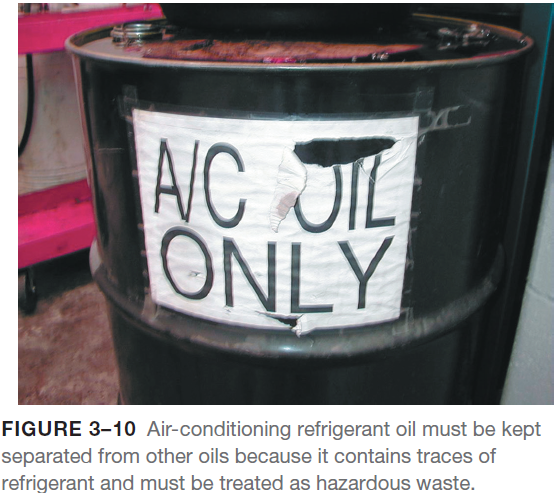 A/C OIL
ONLY
FIGURE 3–10 Air-conditioning refrigerant oil must be kept
separated from other oils because it contains traces of
refrigerant and must be treated as hazardous waste.